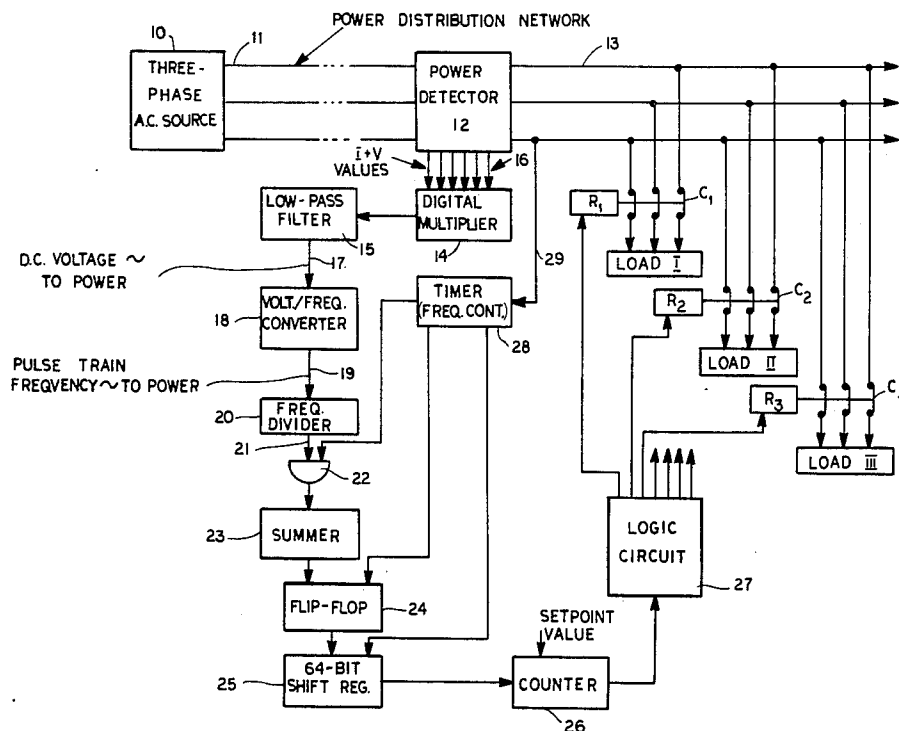 POWER DISTRIBUTION NETWORK
10
11
13
THREE-
PHASE
A.C. SOURCE
POWER
DETECTOR
12
I+V
VALUES
16
LOW-PASS
FILTER
15
DIGITAL
MULTIPLIER
14
R1
C1
LOAD I
17
D.C. VOLTAGE ~
TO POWER
29
18
VOLT./FREQ.
CONVERTER
TIMER
(FREQ. CONT.)
28
R2
C2
LOAD II
PULSE TRAIN
FREQVENCY ~ TO POWER
19
20
FREQ.
DIVIDER
21
22
R3
C
LOAD III
23
SUMMER
LOGIC
CIRCUIT
27
FLIP-FLOP
24
SETPOINT
VALUE
25
64-BIT
SHIFT REG.
COUNTER
26